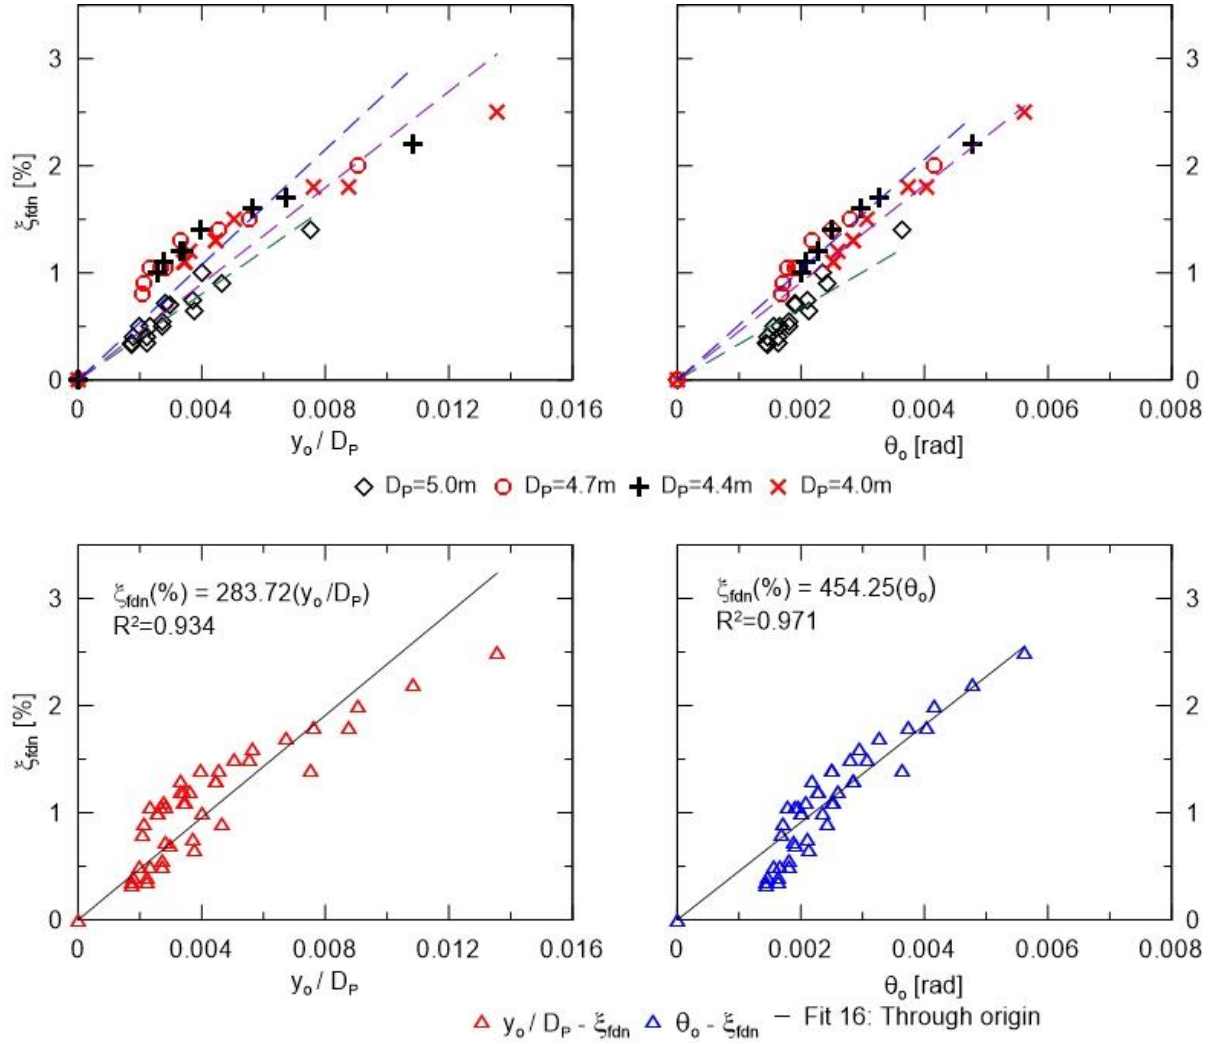 3
3
2
2
ξfdn [%]
1
1
0
0
0 0.004 0.008 0.012 0.016
0 0.002 0.004 0.006 0.008
yo / DP
θo [rad]
DP=5.0m DP=4.7m DP=4.4m DP=4.0m
ξfdn(%) = 283.72(yo/DP)
R²=0.934
ξfdn(%) = 454.25(θo)
R²=0.971
3
3
2
2
ξfdn [%]
1
1
0
0
0 0.004 0.008 0.012 0.016
0 0.002 0.004 0.006 0.008
yo / DP
θo [rad]
yo / DP - ξfdn θo - ξfdn — Fit 16: Through origin